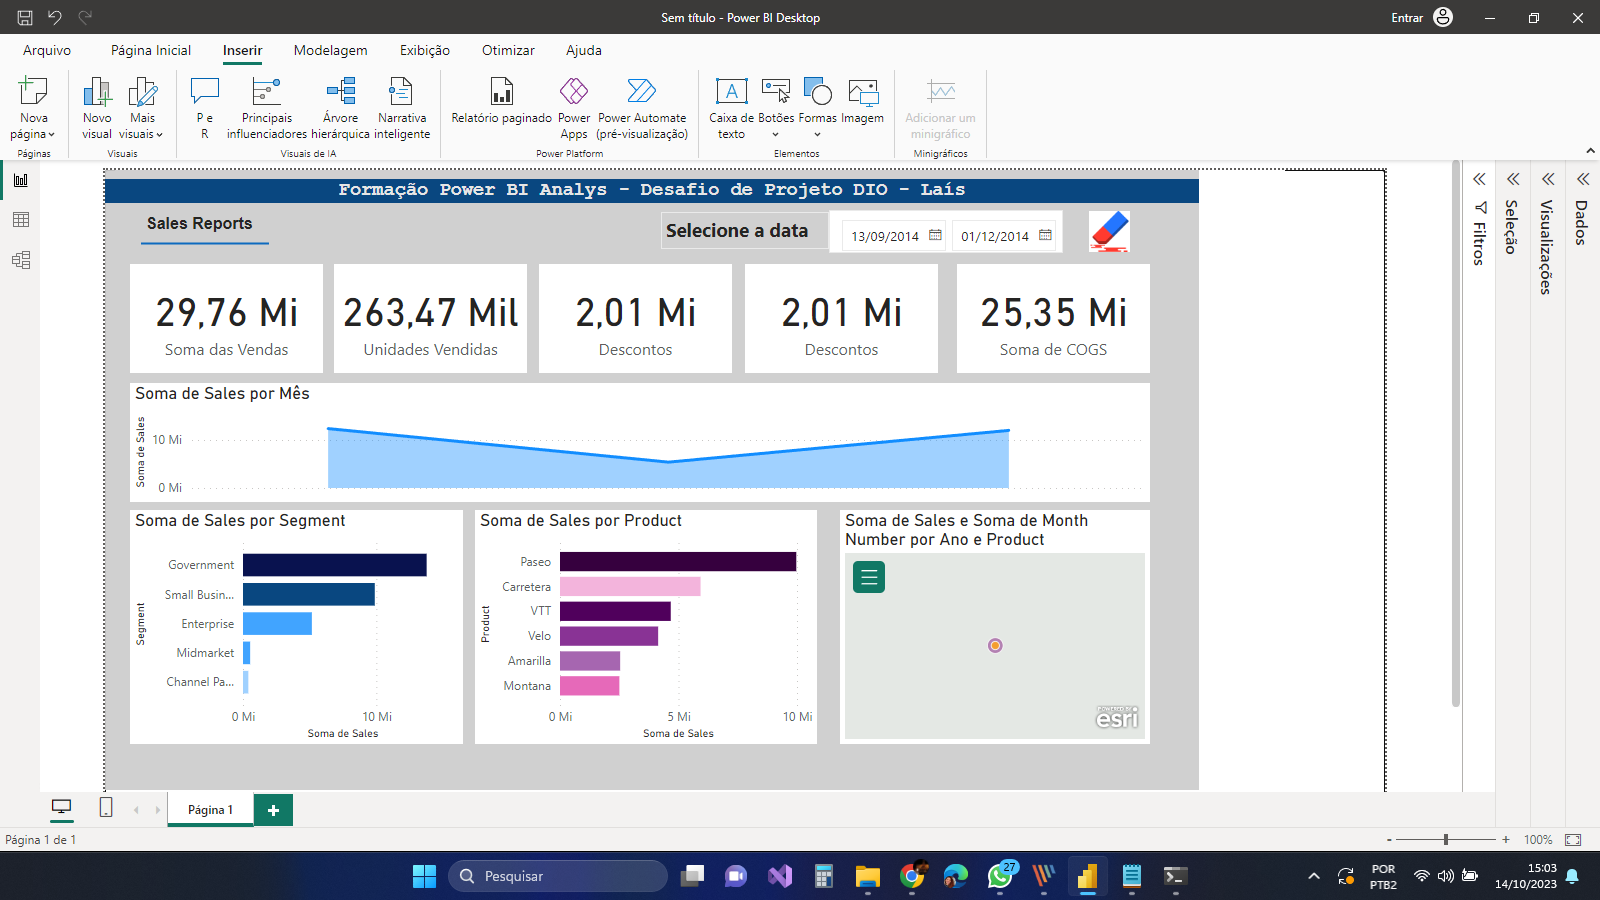 Sem título - Power BI Desktop
Entrar
Arquivo
Página Inicial
Inserir
Modelagem
Exibição
Otimizar
Ajuda
Nova página
Novo visual
Mais visuais
P e R
Principais influenciadores
Árvore hierárquica
Narrativa inteligente
Relatório paginado
Power Apps
Power Automate (pré-visualização)
Caixa de texto
Botões
Formas
Imagem
Adicionar um minigráfico
Páginas
Visuais
Visuais de IA
Power Platform
Elementos
Minigráficos
Formação Power BI Analys - Desafio de Projeto DIO - Laís
Sales Reports
Selecione a data
13/09/2014
01/12/2014
29,76 Mi
Soma das Vendas
263,47 Mil
Unidades Vendidas
2,01 Mi
Descontos
2,01 Mi
Descontos
25,35 Mi
Soma de COGS
Soma de Sales por Mês
Soma de Sales
10 Mi
0 Mi
Soma de Sales por Segment
Segment
Government
Small Busin...
Enterprise
Midmarket
Channel Pa...
0 Mi
10 Mi
Soma de Sales
Soma de Sales por Product
Product
Paseo
Carretera
VTT
Velo
Amarilla
Montana
0 Mi
5 Mi
10 Mi
Soma de Sales
Soma de Sales e Soma de Month
Number por Ano e Product
POWERED BY
esri
Filtros
Seleção
Visualizações
Dados
Página 1
Página 1 de 1
100%
Pesquisar
27
POR
PTB2
15:03
14/10/2023